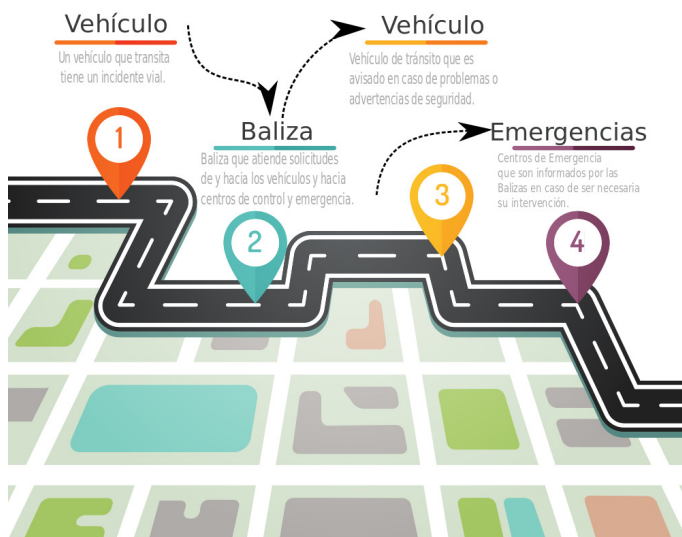 Vehículo
Un vehículo que transita
tiene un incidente vial.
Vehículo
Vehículo de tránsito que es
avisado en caso de problemas o
advertencias de seguridad.
Baliza
Baliza que atiende solicitudes
de y hacia los vehículos y hacia
centros de control y emergencia.
Emergencias
Centros de Emergencia
que son informados por las
Balizas en caso de ser necesaria
su intervención.
1
2
3
4